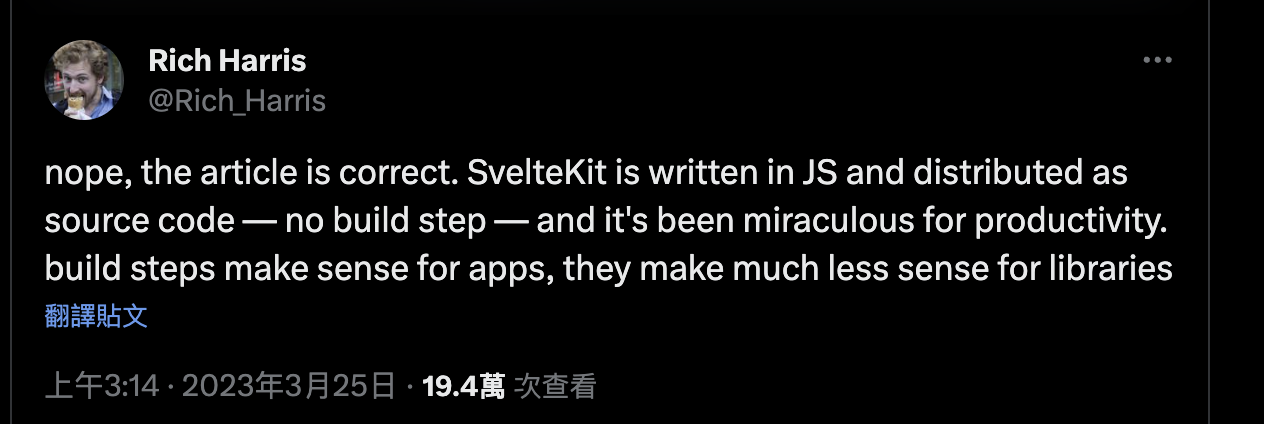 Rich Harris
@Rich_Harris
nope, the article is correct. SvelteKit is written in JS and distributed as
source code — no build step — and it's been miraculous for productivity.
build steps make sense for apps, they make much less sense for libraries
翻譯貼文
上午3:14 · 2023年3月25日 · 19.4萬 次查看